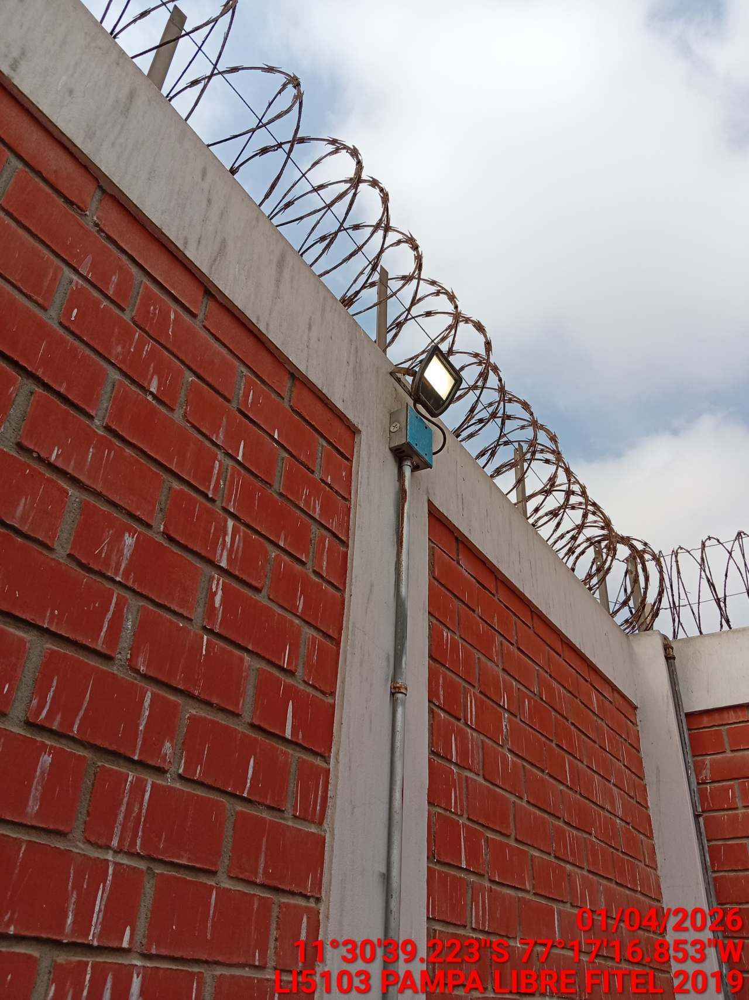 01/04/2026
11°30'39.223"S 77°17'16.853"W
LI5103 PAMPA LIBRE FITEL 2019